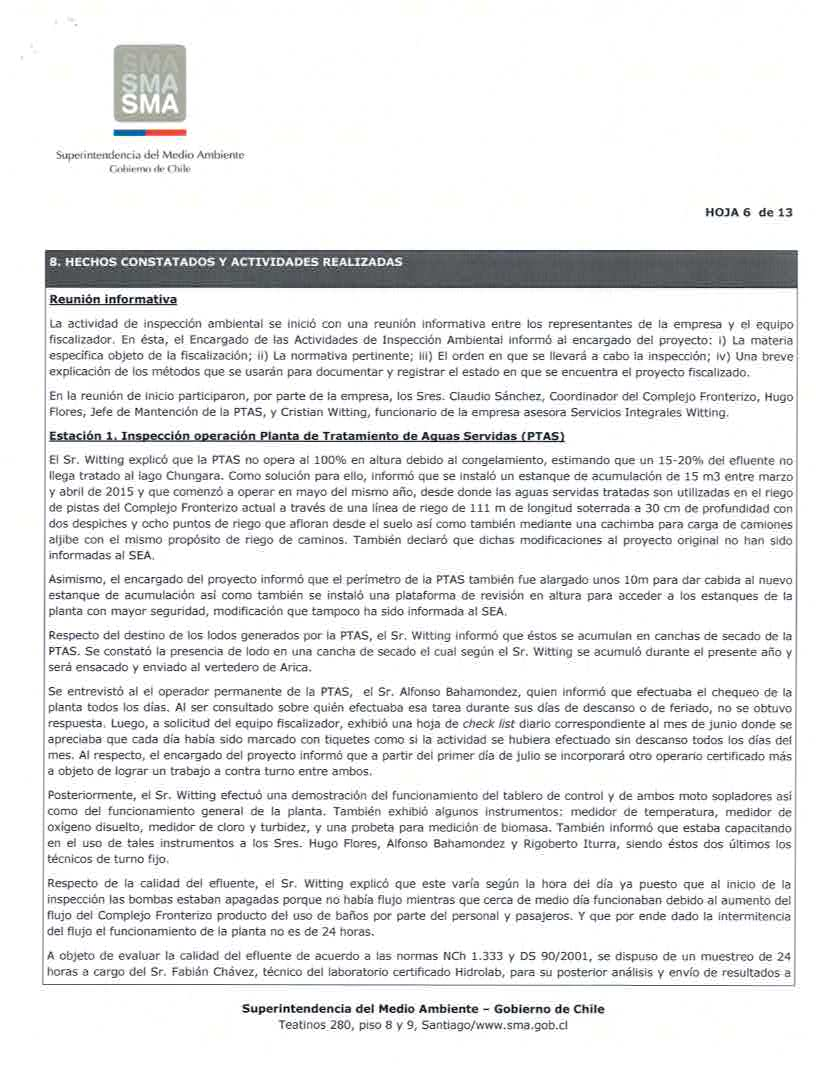 SMA
SMA
SMA
Superintendencia del Medio Ambiente
Gobierno de Chile
HOJA 6 de 13
8. HECHOS CONSTATADOS Y ACTIVIDADES REALIZADAS
Reunión informativa
La actividad de inspección ambiental se inició con una reunión informativa entre los representantes de la empresa y el equipo
fiscalizador. En ésta, el Encargado de las Actividades de Inspección Ambiental informó al encargado del proyecto: i) La materia
específica objeto de la fiscalización; ii) La normativa pertinente; iii) El orden en que se llevará a cabo la inspección; iv) Una breve
explicación de los métodos que se usarán para documentar y registrar el estado en que se encuentra el proyecto fiscalizado.
En la reunión de inicio participaron, por parte de la empresa, los Sres. Claudio Sánchez, Coordinador del Complejo Fronterizo, Hugo
Flores, Jefe de Mantención de la PTAS, y Cristian Witting, funcionario de la empresa asesora Servicios Integrales Witting.
Estación 1. Inspección operación Planta de Tratamiento de Aguas Servidas (PTAS)
El Sr. Witting explicó que la PTAS no opera al 100% en altura debido al congelamiento, estimando que un 15-20% del efluente no
llega tratado al lago Chungara. Como solución para ello, informó que se instaló un estanque de acumulación de 15 m3 entre marzo
y abril de 2015 y que comenzó a operar en mayo del mismo año, desde donde las aguas servidas tratadas son utilizadas en el riego
de pistas del Complejo Fronterizo actual a través de una línea de riego de 111 m de longitud soterrada a 30 cm de profundidad con
dos despiches y ocho puntos de riego que afloran desde el suelo así como también mediante una cachimba para carga de camiones
aljibe con el mismo propósito de riego de caminos. También declaró que dichas modificaciones al proyecto original no han sido
informadas al SEA.
Asimismo, el encargado del proyecto informó que el perímetro de la PTAS también fue alargado unos 10m para dar cabida al nuevo
estanque de acumulación así como también se instaló una plataforma de revisión en altura para acceder a los estanques de la
planta con mayor seguridad, modificación que tampoco ha sido informada al SEA.
Respecto del destino de los lodos generados por la PTAS, el Sr. Witting informó que éstos se acumulan en canchas de secado de la
PTAS. Se constató la presencia de lodo en una cancha de secado el cual según el Sr. Witting se acumuló durante el presente año y
será ensacado y enviado al vertedero de Arica.
Se entrevistó al el operador permanente de la PTAS, el Sr. Alfonso Bahamondez, quien informó que efectuaba el chequeo de la
planta todos los días. Al ser consultado sobre quién efectuaba esa tarea durante sus días de descanso o de feriado, no se obtuvo
respuesta. Luego, a solicitud del equipo fiscalizador, exhibió una hoja de check list diario correspondiente al mes de junio donde se
apreciaba que cada día había sido marcado con tiquetes como si la actividad se hubiera efectuado sin descanso todos los días del
mes. Al respecto, el encargado del proyecto informó que a partir del primer día de julio se incorporará otro operario certificado más
a objeto de lograr un trabajo a contra turno entre ambos.
Posteriormente, el Sr. Witting efectuó una demostración del funcionamiento del tablero de control y de ambos moto sopladores así
como del funcionamiento general de la planta. También exhibió algunos instrumentos: medidor de temperatura, medidor de
oxígeno disuelto, medidor de cloro y turbidez, y una probeta para medición de biomasa. También informó que estaba capacitando
en el uso de tales instrumentos a los Sres. Hugo Flores, Alfonso Bahamondez y Rigoberto Iturra, siendo éstos dos últimos los
técnicos de turno fijo.
Respecto de la calidad del efluente, el Sr. Witting explicó que este varía según la hora del día ya puesto que al inicio de la
inspección las bombas estaban apagadas porque no había flujo mientras que cerca de medio día funcionaban debido al aumento del
flujo del Complejo Fronterizo producto del uso de baños por parte del personal y pasajeros. Y que por ende dado la intermitencia
del flujo el funcionamiento de la planta no es de 24 horas.
A objeto de evaluar la calidad del efluente de acuerdo a las normas NCh 1.333 y DS 90/2001, se dispuso de un muestreo de 24
horas a cargo del Sr. Fabián Chávez, técnico del laboratorio certificado Hidrolab, para su posterior análisis y envío de resultados a
Superintendencia del Medio Ambiente – Gobierno de Chile
Teatinos 280, piso 8 y 9, Santiago/www.sma.gob.cl